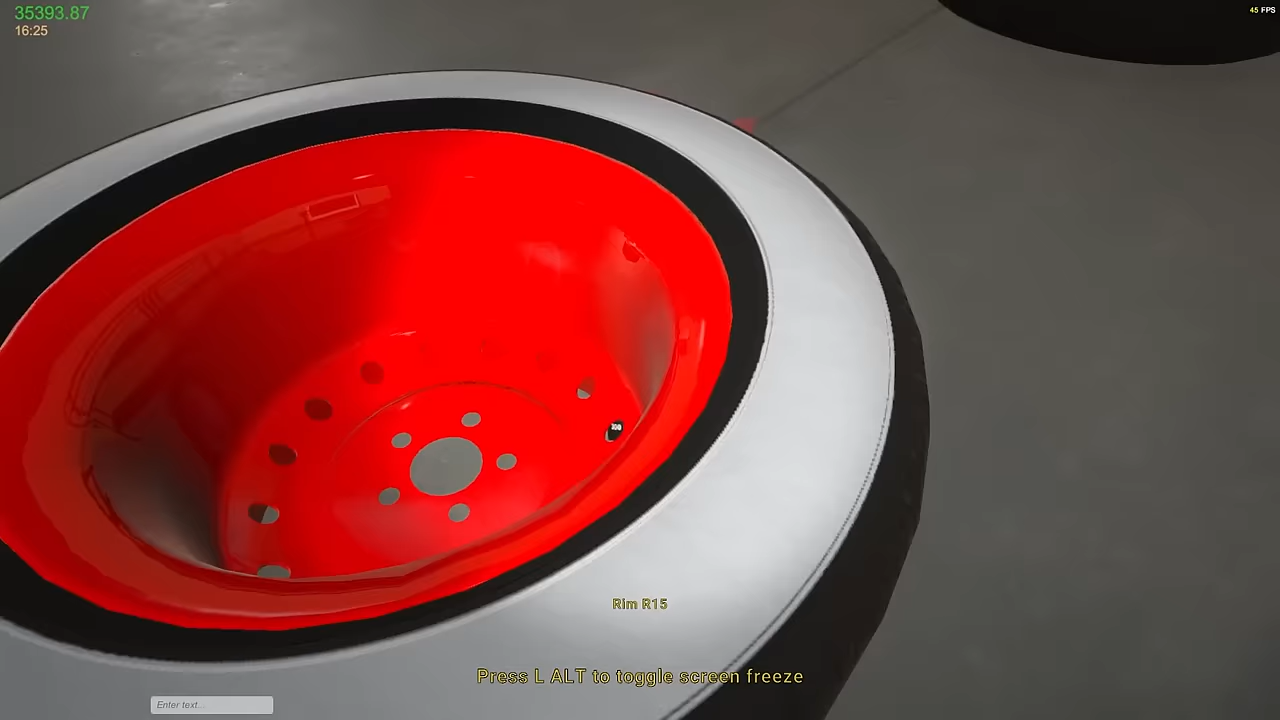 35393.87
45 FPS
16:25
Rim R15
Press L ALT to toggle screen freeze
Enter text...